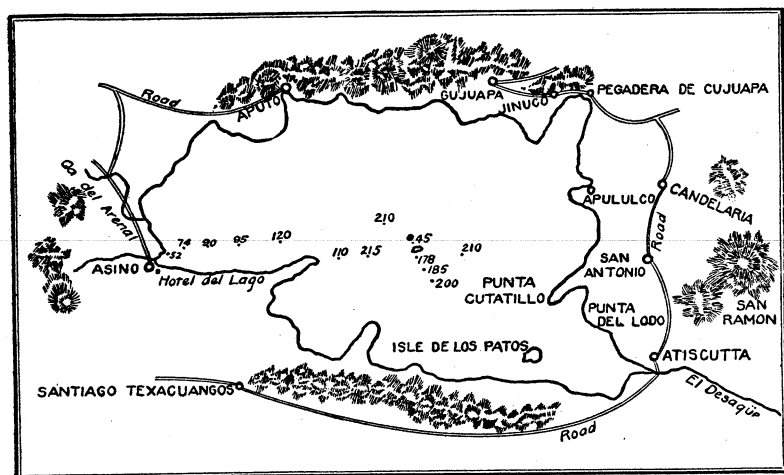 Road
APULO
GUJUAPA
JINUCO
PEGADERA DE CUJUAPA
Qa del Arenal
APULULCO
CANDELARIA
210
52
74
90
95
120
110
215
45
178
185
200
210
Road
SAN
ANTONIO
ASINO
Hotel del Lago
PUNTA
CUTATILLO
PUNTA
DEL LODO
SAN
RAMON
ISLE DE LOS PATOS
ATISCUTTA
SANTIAGO TEXACUANGOS
El Desagüe
Road